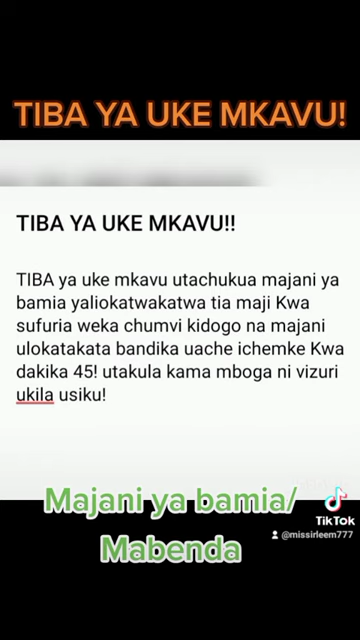 TIBA YA UKE MKAVU!
TIBA YA UKE MKAVU!!
TIBA ya uke mkavu utachukua majani ya
bamia yaliokatwakatwa tia maji Kwa
sufuria weka chumvi kidogo na majani
ulokatakata bandika uache ichemke Kwa
dakika 45! utakula kama mboga ni vizuri
ukila usiku!
Majani ya bamia/
Mabenda
TikTok
@missirleem777